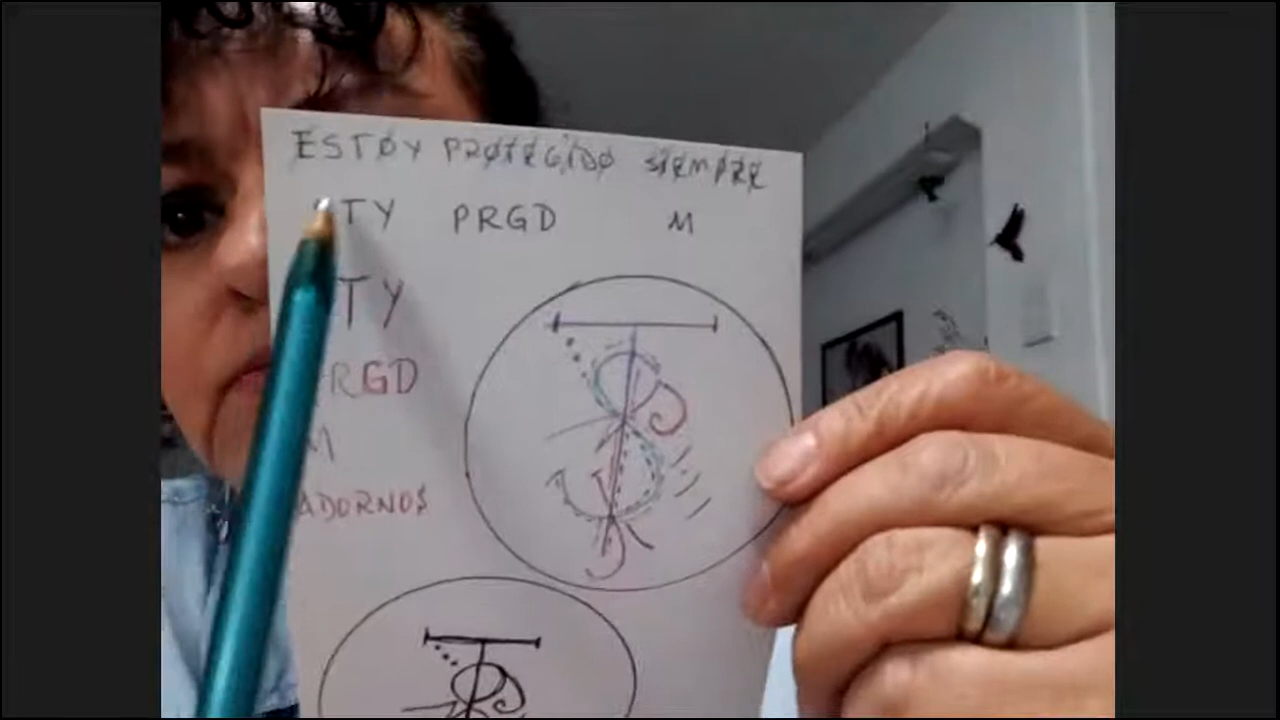 ESTOY PROTEGIDO SIEMPRE
TY PRGD M
TY
RGD
M
ADORNOS